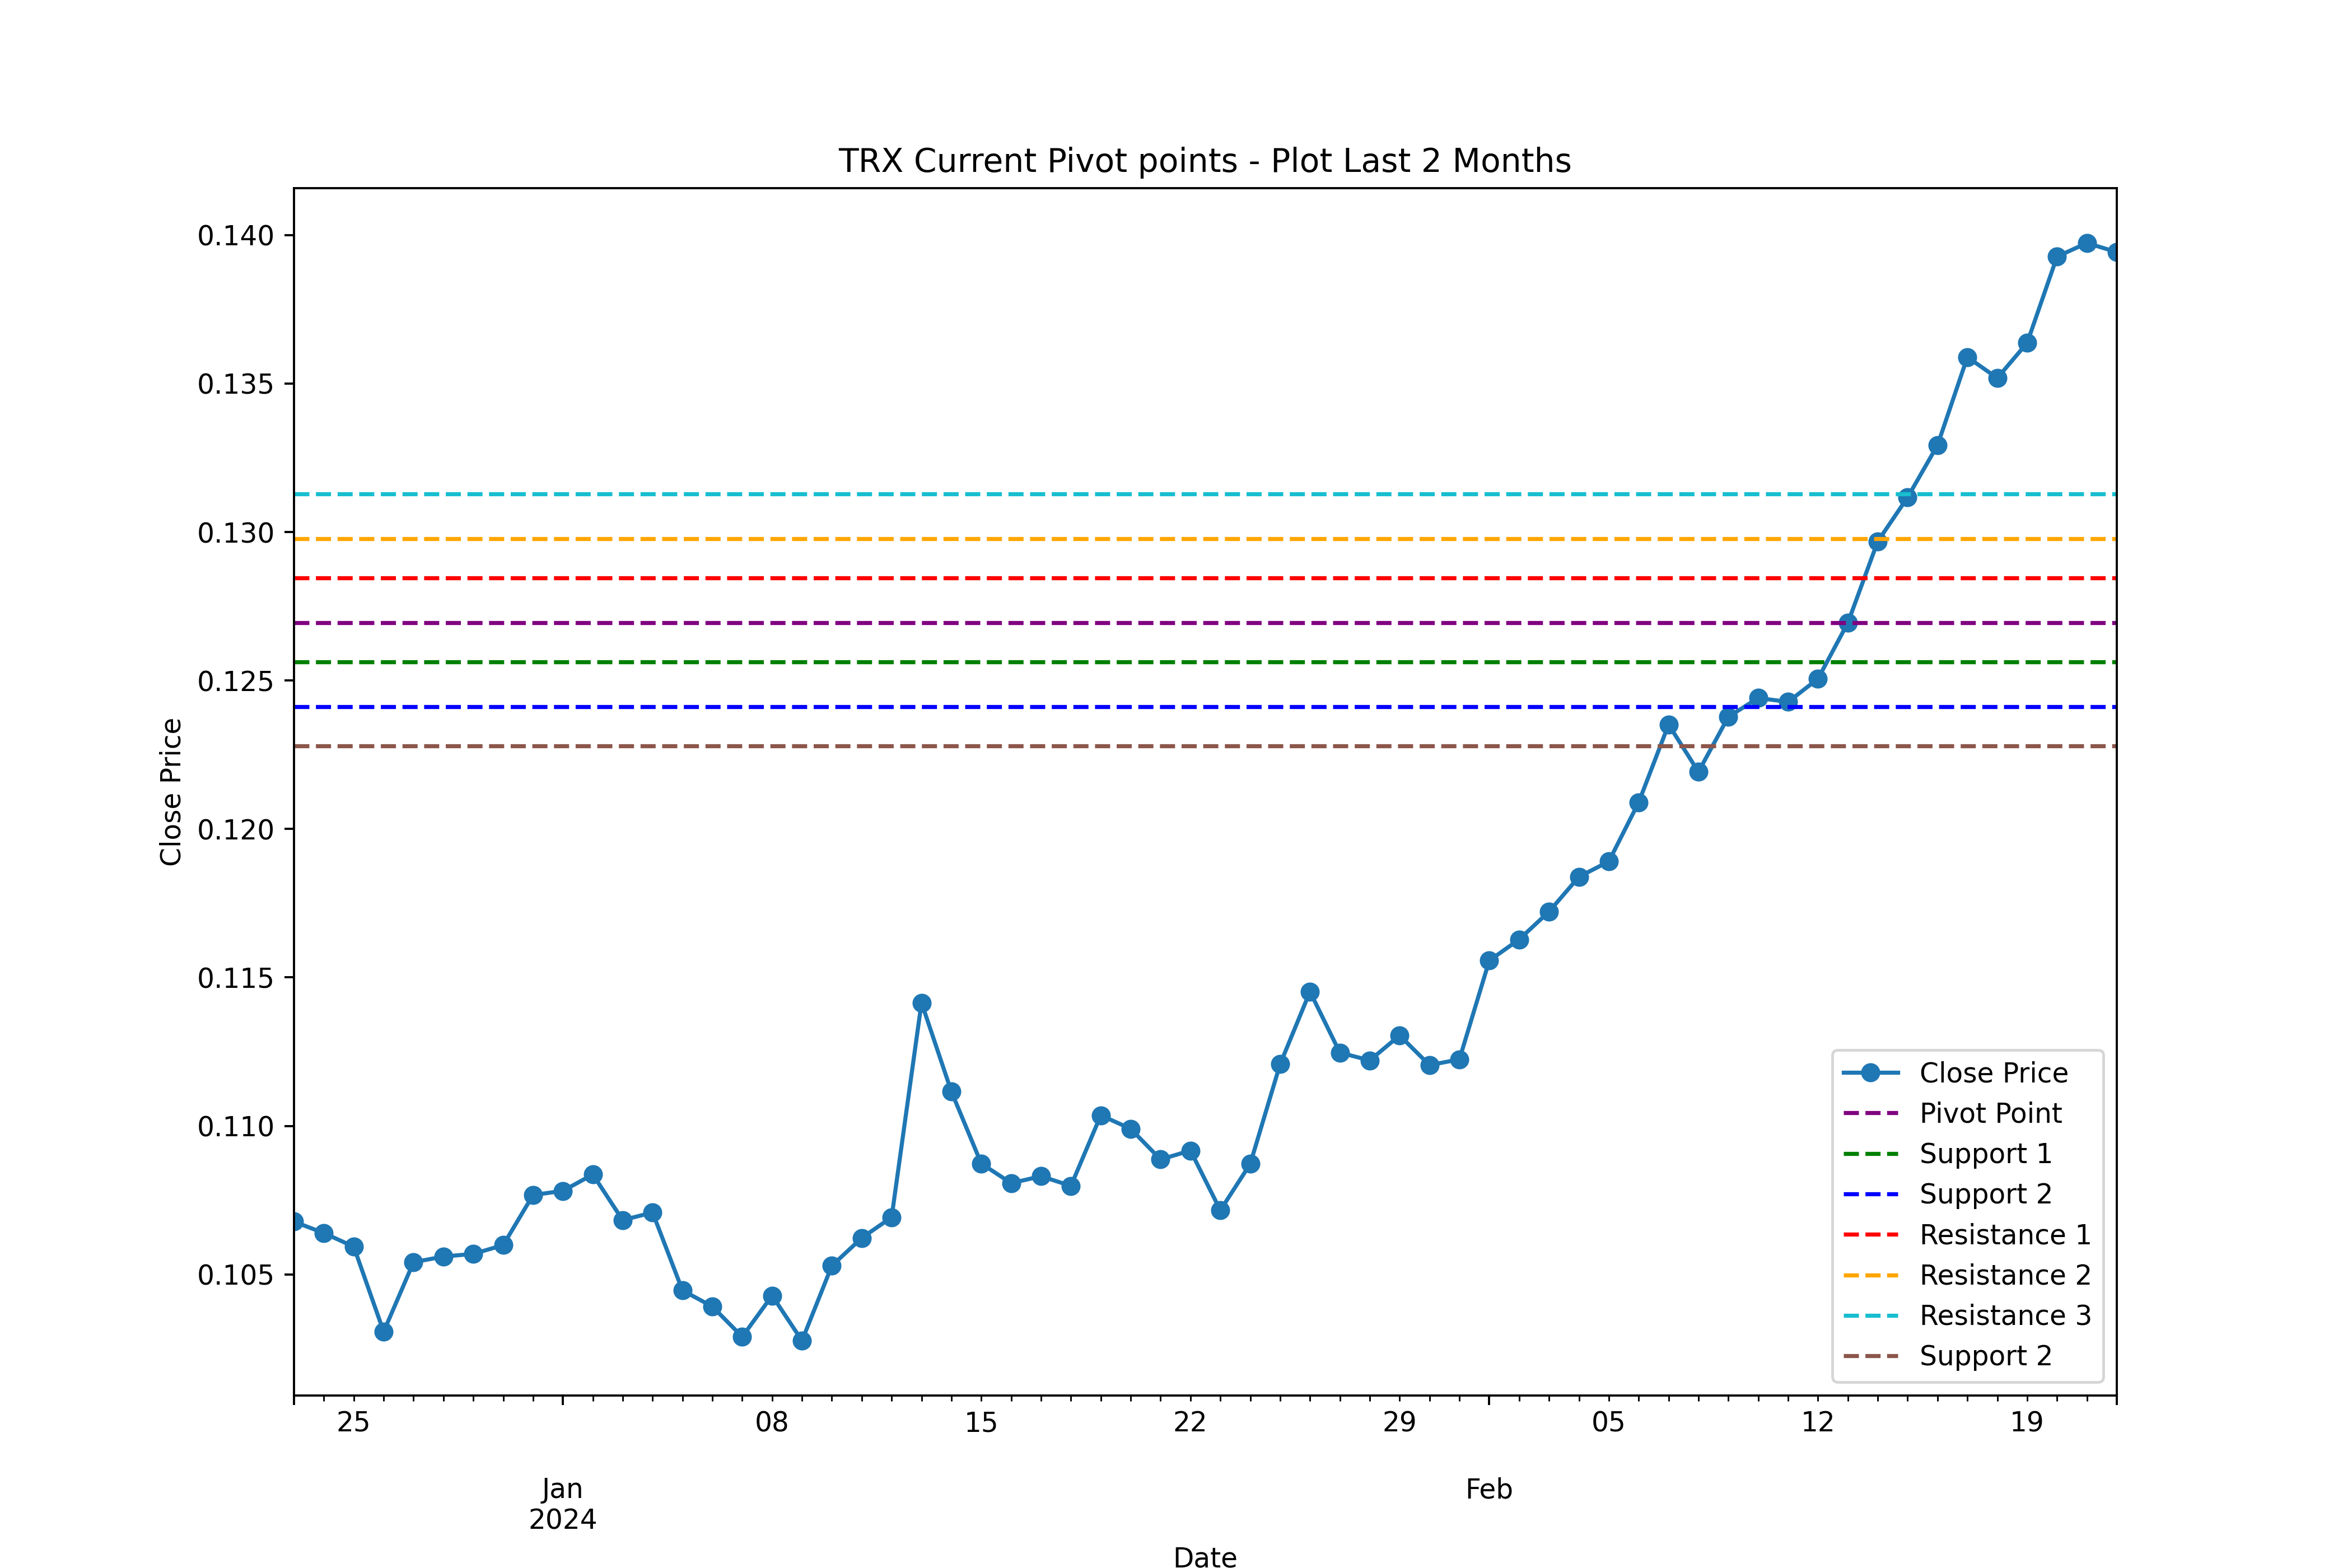 TRX Current Pivot points - Plot Last 2 Months
0.140
0.135
0.130
0.125
0.120
0.115
0.110
0.105
Close Price
Close Price
Pivot Point
Support 1
Support 2
Resistance 1
Resistance 2
Resistance 3
Support 2
25 08 15 22 29 05 12 19
Jan Feb
2024
Date